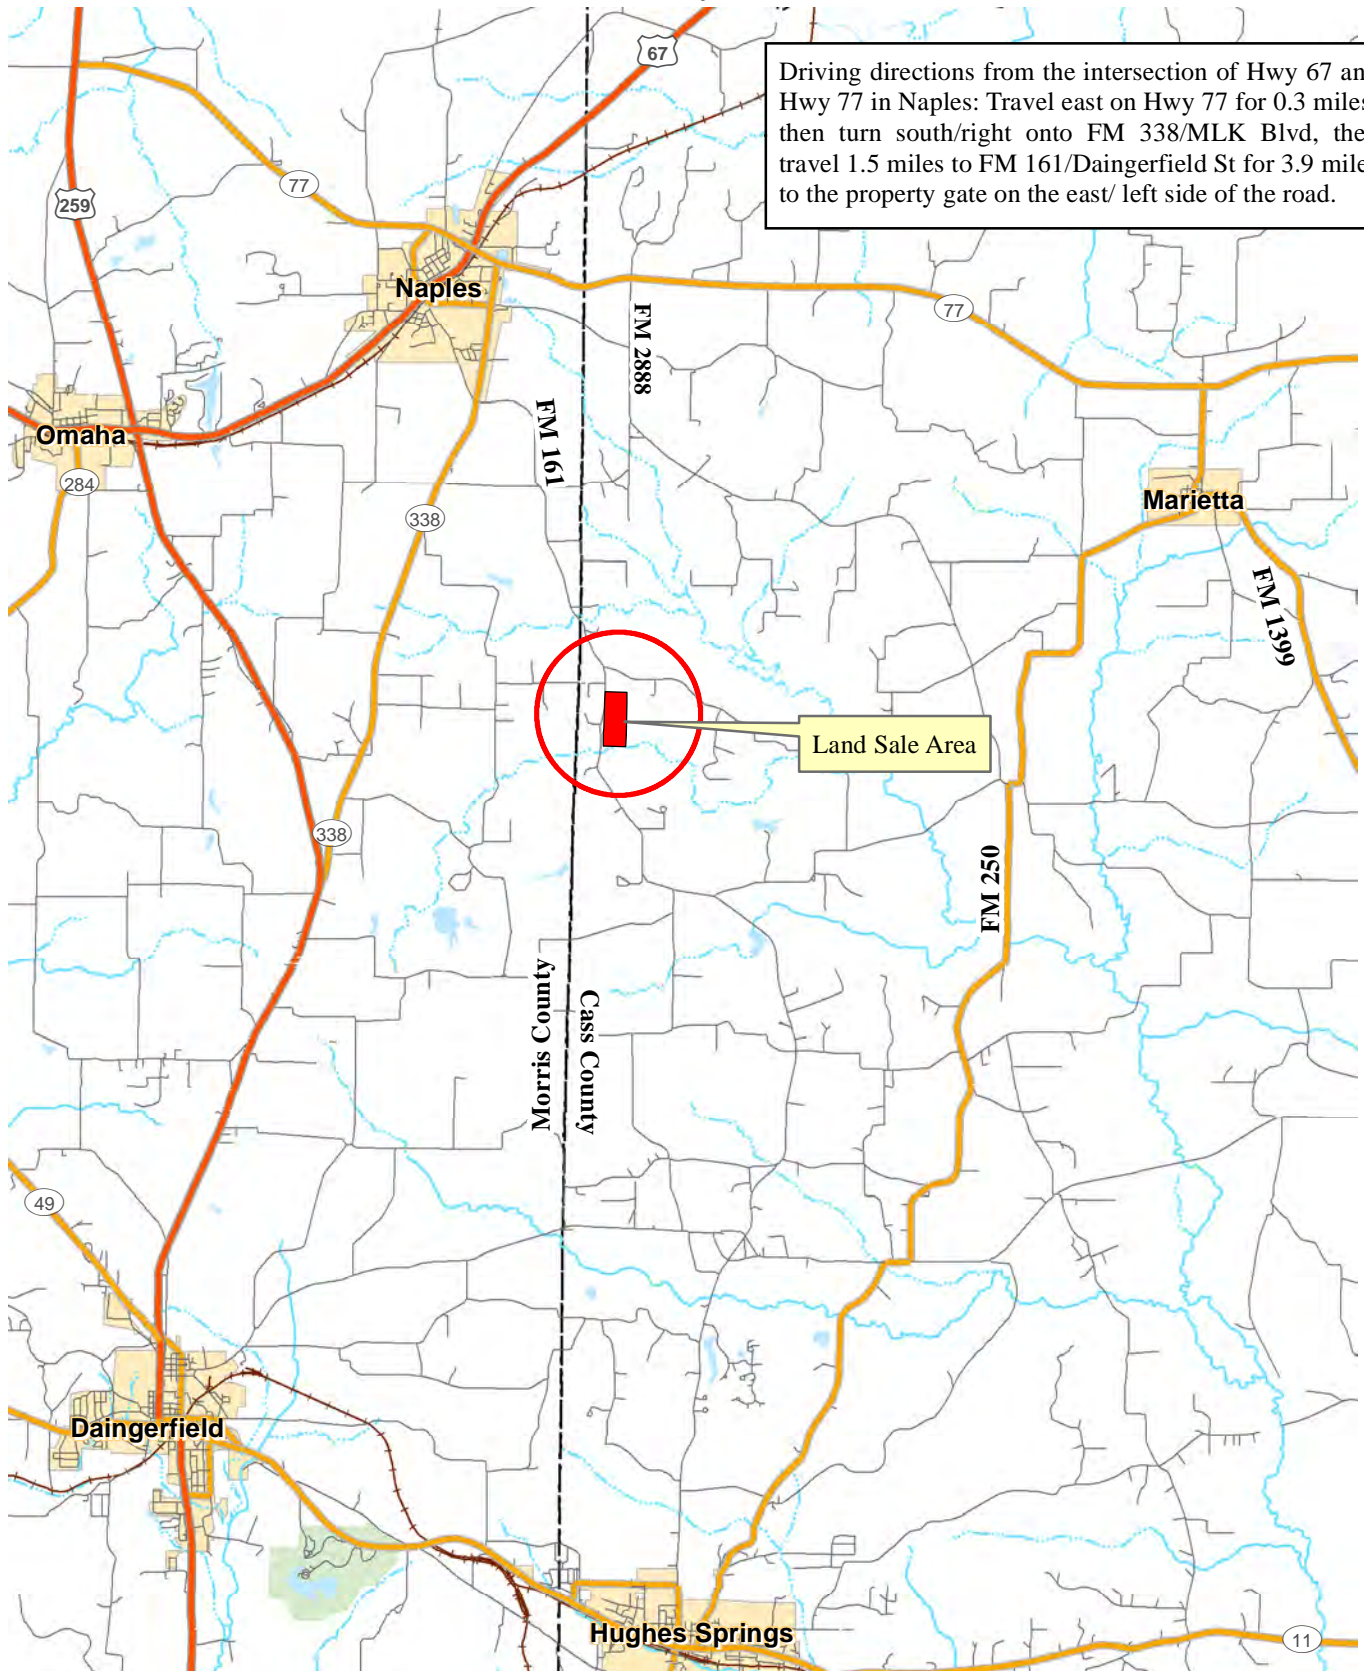 67
Driving directions from the intersection of Hwy 67 an
Hwy 77 in Naples: Travel east on Hwy 77 for 0.3 miles
then turn south/right onto FM 338/MLK Blvd, the
travel 1.5 miles to FM 161/Daingerfield St for 3.9 mile
to the property gate on the east/ left side of the road.
77
259
Naples
77
FM 2888
FM 161
Omaha
284
338
Marietta
FM 1399
Land Sale Area
338
FM 250
Morris County
Cass County
49
Daingerfield
Hughes Springs
11